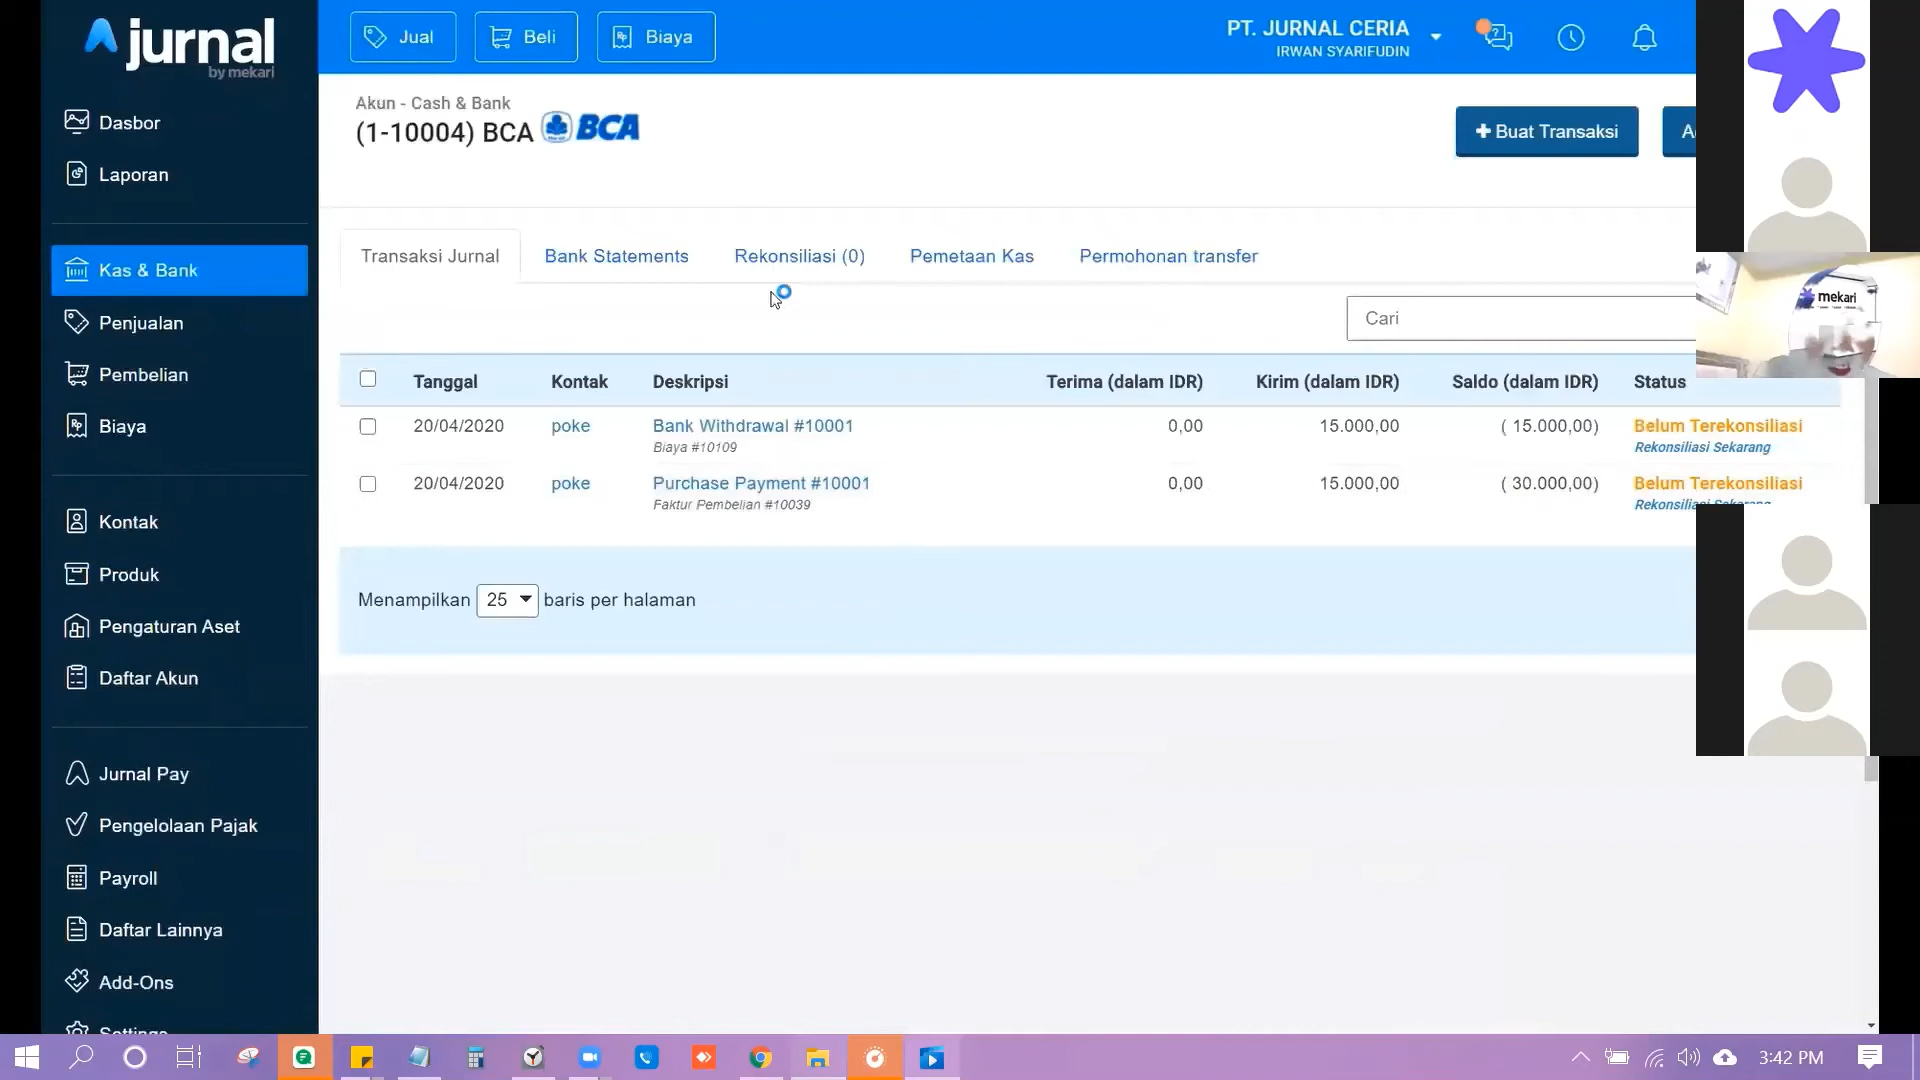 jurnal
by mekari
Dasbor
Laporan
Kas & Bank
Penjualan
Pembelian
Biaya
Kontak
Produk
Pengaturan Aset
Daftar Akun
Jurnal Pay
Pengelolaan Pajak
Payroll
Daftar Lainnya
Add-Ons
Settings
Jual
Beli
Biaya
PT. JURNAL CERIA
IRWAN SYARIFUDIN
Akun - Cash & Bank
(1-10004) BCA BCA
+ Buat Transaksi
Transaksi Jurnal Bank Statements Rekonsiliasi (0) Pemetaan Kas Permohonan transfer
Cari
Tanggal Kontak Deskripsi Terima (dalam IDR) Kirim (dalam IDR) Saldo (dalam IDR) Status
20/04/2020 poke Bank Withdrawal #10001 0,00 15.000,00 ( 15.000,00) Belum Terekonsiliasi
Biaya #10109 Rekonsiliasi Sekarang
20/04/2020 poke Purchase Payment #10001 0,00 15.000,00 ( 30.000,00) Belum Terekonsiliasi
Faktur Pembelian #10039 Rekonsiliasi Sekarang
Menampilkan 25 baris per halaman
mekari
3:42 PM